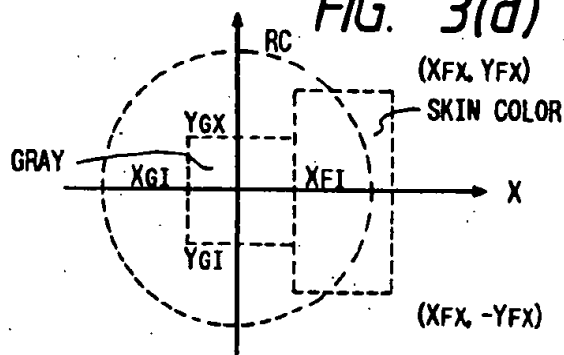 FIG. 3(d)
RC
(XFX, YFX)
SKIN COLOR
YGX
GRAY
XGI
XFI
X
YGI
(XFX, -YFX)